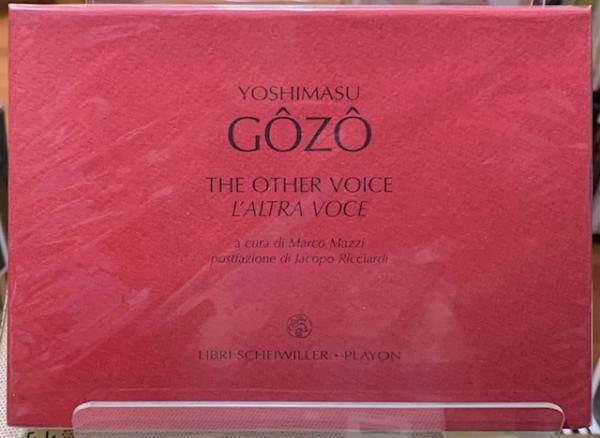 YOSHIMASU
GÔZÔ
THE OTHER VOICE
L'ALTRA VOCE
a cura di Marco Mazzi
postfazione di Jacopo Ricciardi
LIBRI SCHEIWILLER • PLAYON